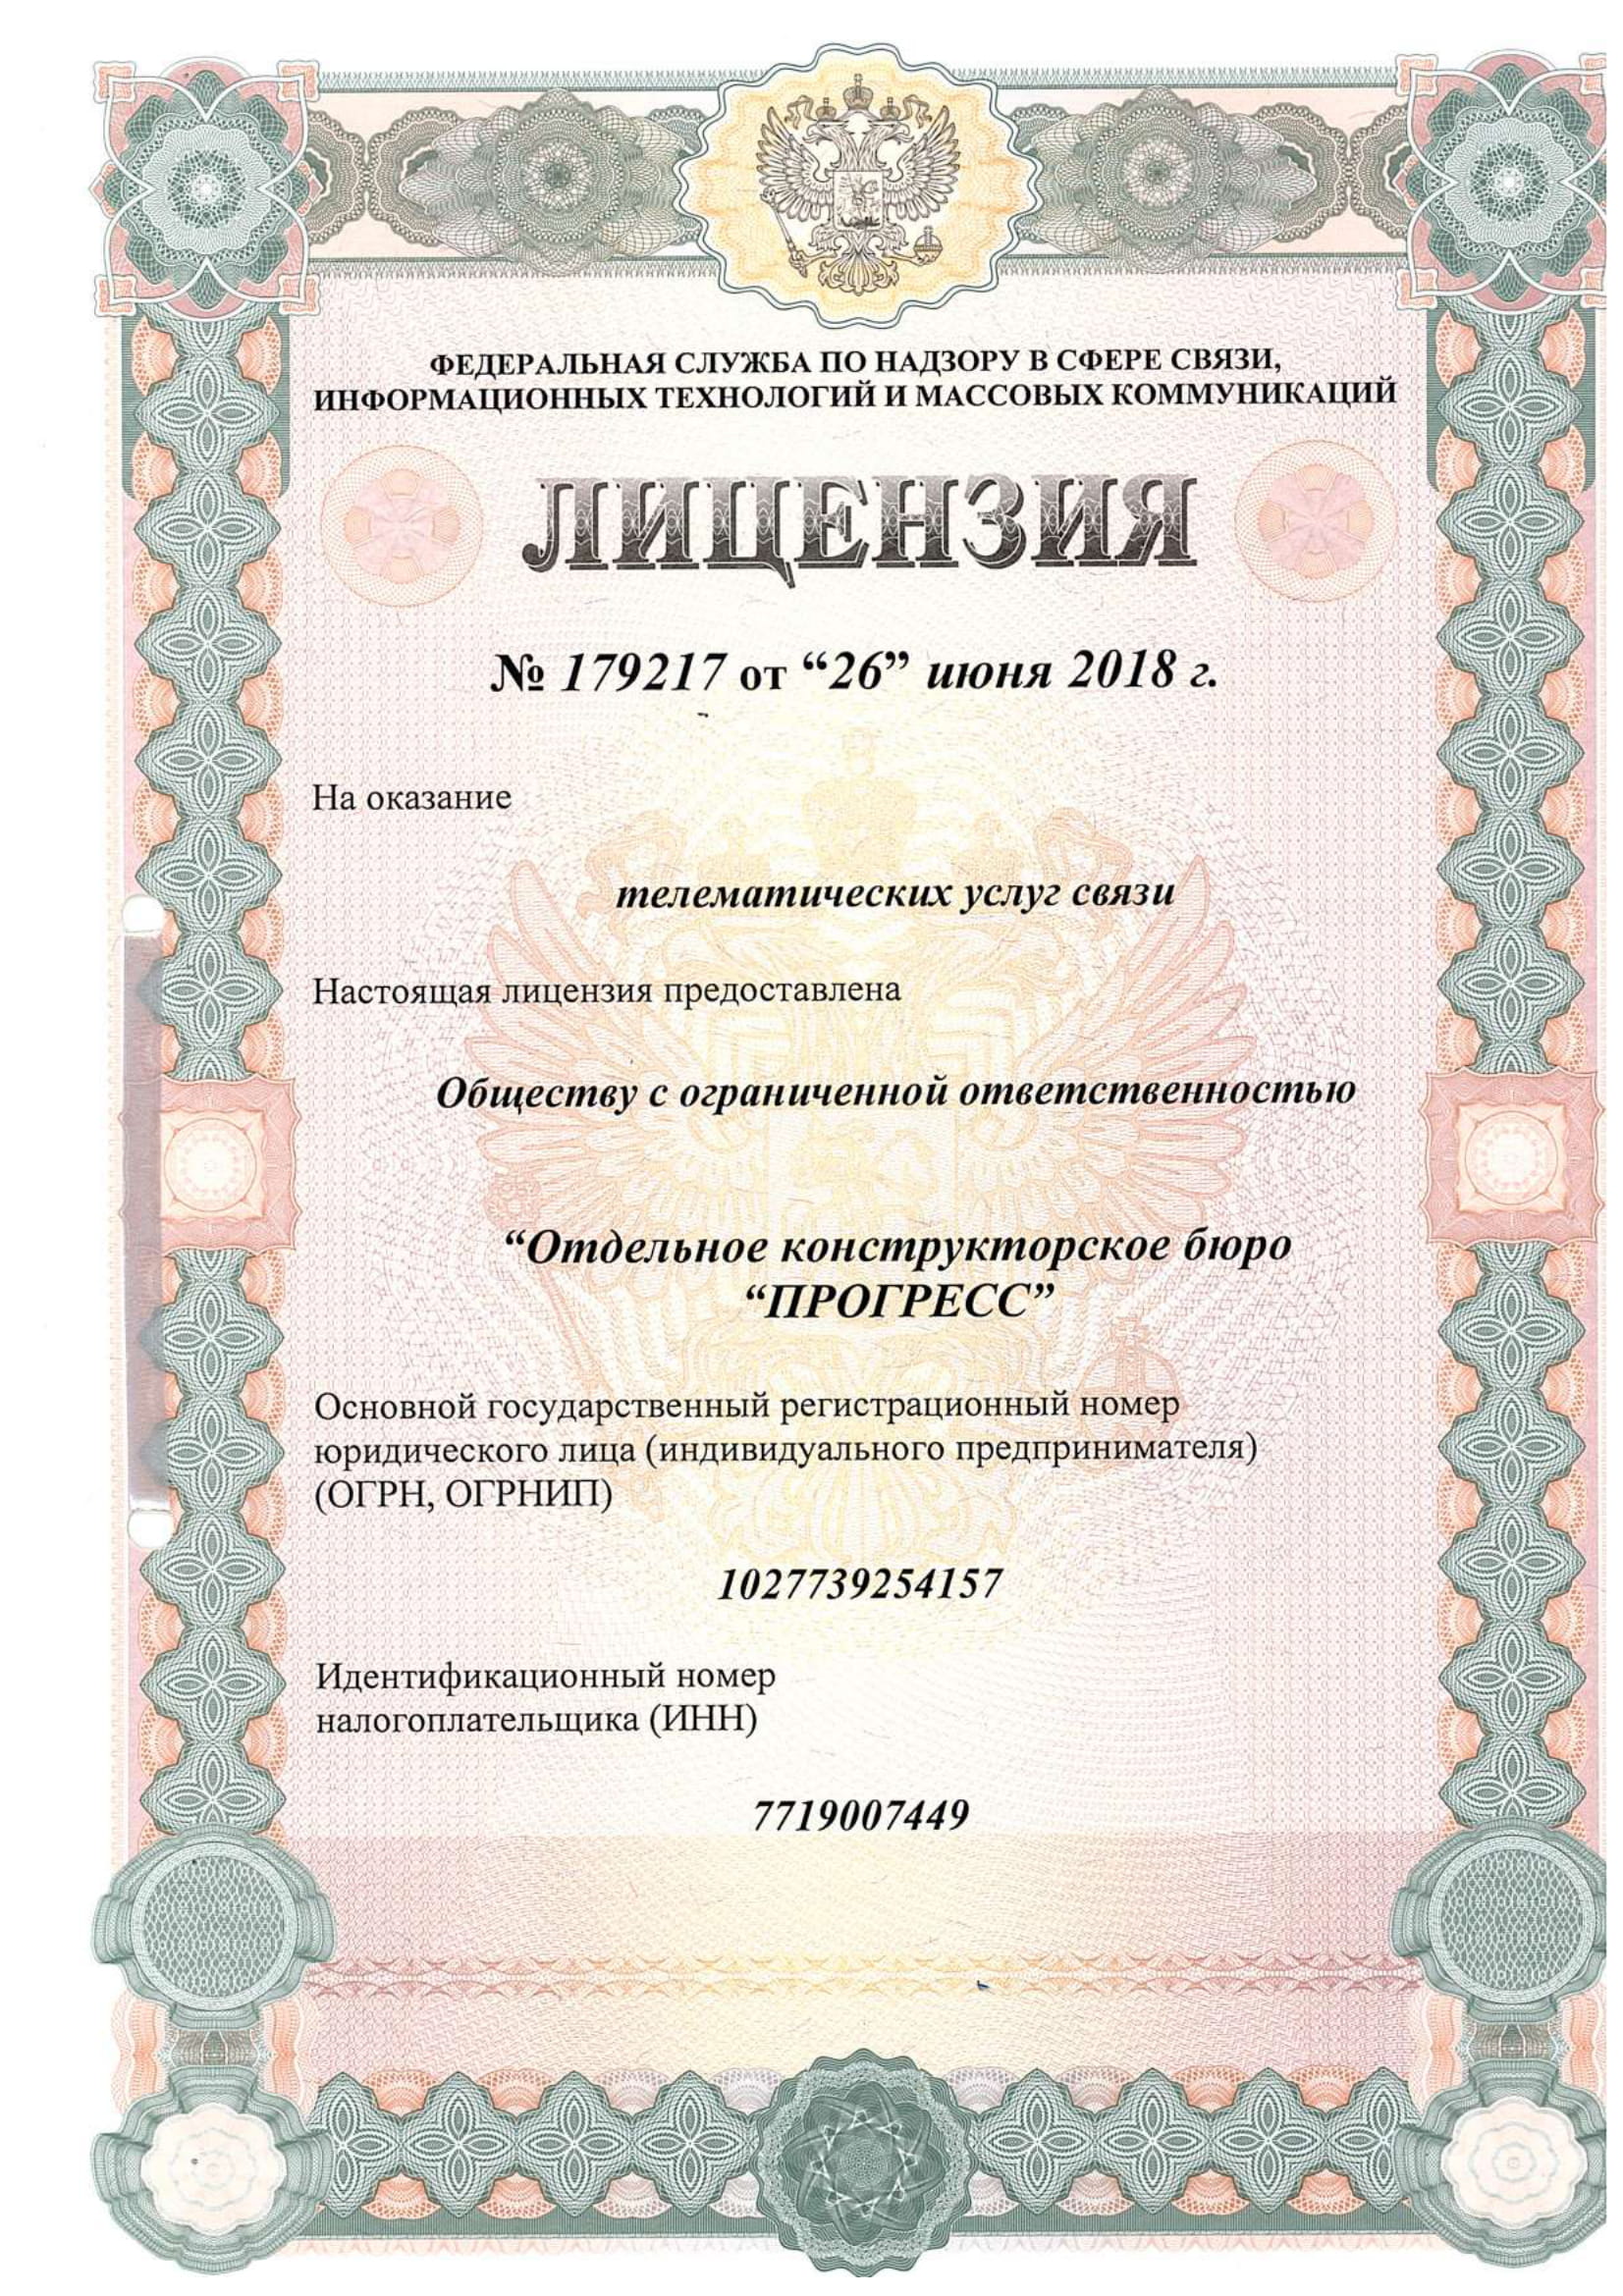 ФЕДЕРАЛЬНАЯ СЛУЖБА ПО НАДЗОРУ В СФЕРЕ СВЯЗИ,
ИНФОРМАЦИОННЫХ ТЕХНОЛОГИЙ И МАССОВЫХ КОММУНИКАЦИЙ
ЛИЦЕНЗИЯ
№ 179217 от “26” июня 2018 г.
На оказание
телематических услуг связи
Настоящая лицензия предоставлена
Обществу с ограниченной ответственностью
“Отдельное конструкторское бюро
“ПРОГРЕСС”
Основной государственный регистрационный номер
юридического лица (индивидуального предпринимателя)
(ОГРН, ОГРНИП)
1027739254157
Идентификационный номер
налогоплательщика (ИНН)
7719007449